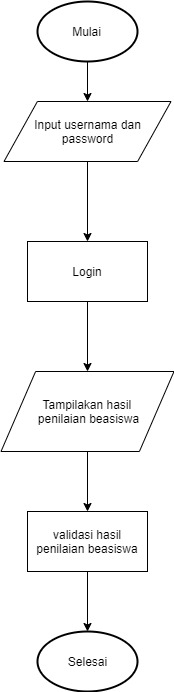 Mulai
Input usernama dan
password
Login
Tampilakan hasil
penilaian beasiswa
validasi hasil
penilaian beasiswa
Selesai